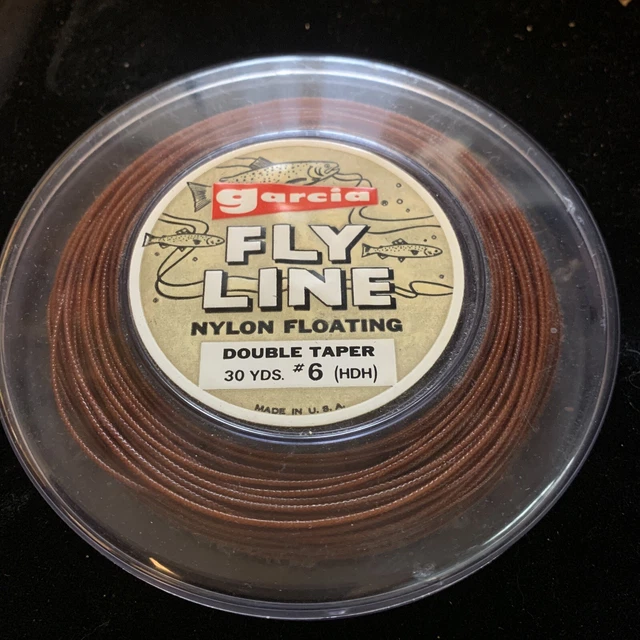 garcia
FLY
LINE
NYLON FLOATING
DOUBLE TAPER
30 YDS. #6 (HDH)
MADE IN U.S.A.